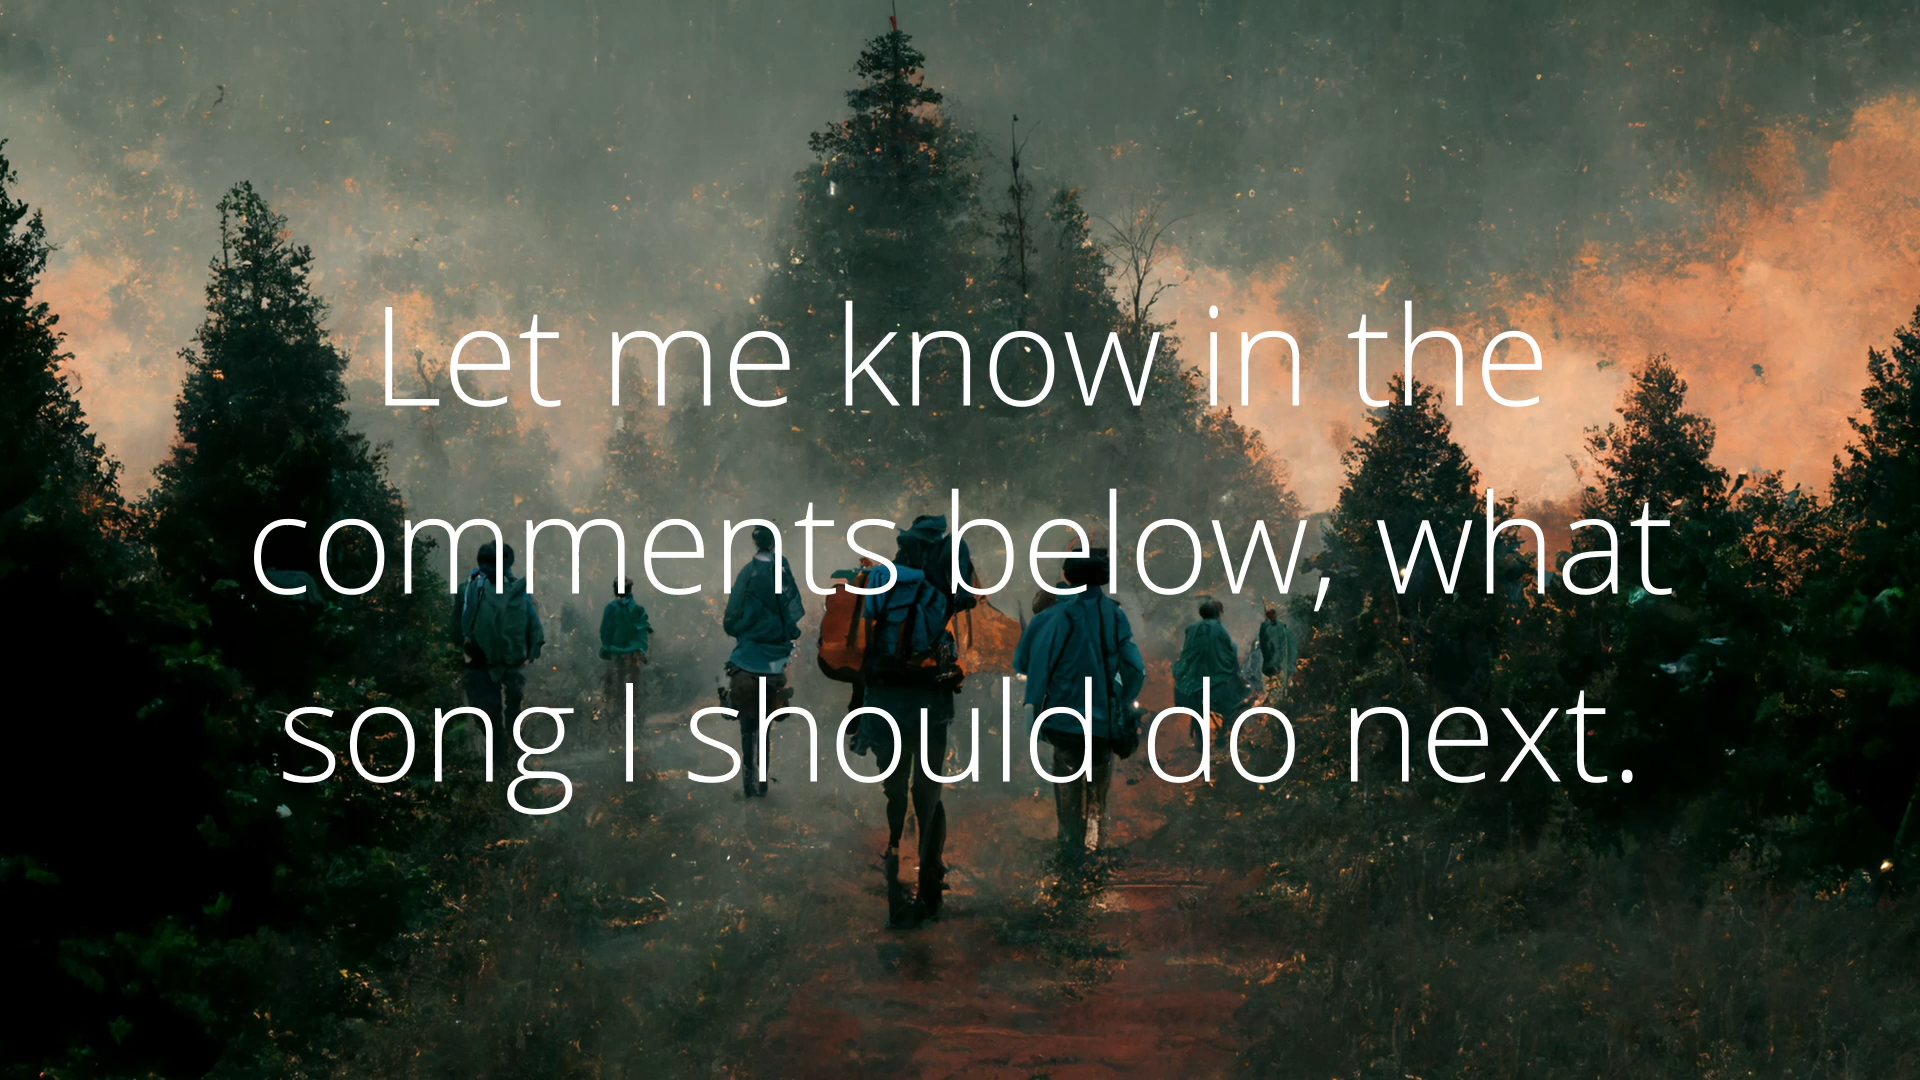 Let me know in the
comments below, what
song I should do next.